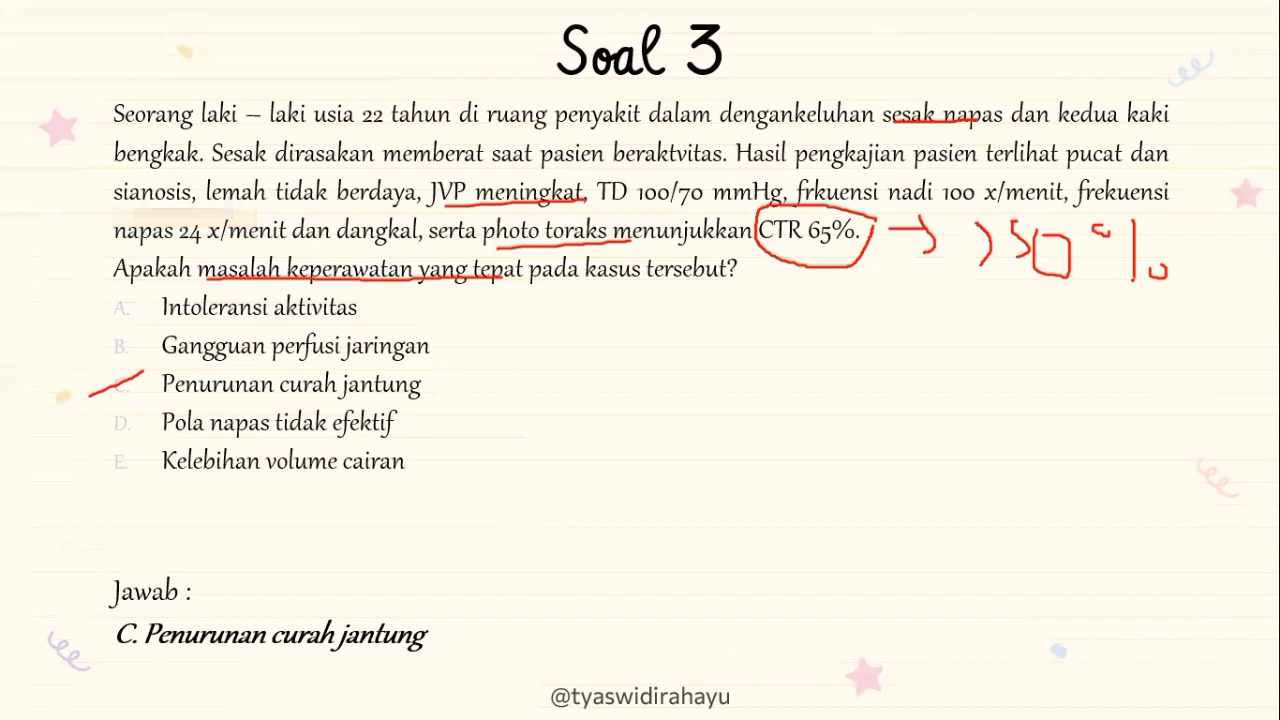 Soal 3
Seorang laki – laki usia 22 tahun di ruang penyakit dalam dengankeluhan sesak napas dan kedua kaki
bengkak. Sesak dirasakan memberat saat pasien beraktvitas. Hasil pengkajian pasien terlihat pucat dan
sianosis, lemah tidak berdaya, JVP meningkat, TD 100/70 mmHg, frkuensi nadi 100 x/menit, frekuensi
napas 24 x/menit dan dangkal, serta photo toraks menunjukkan CTR 65%. → >50%
Apakah masalah keperawatan yang tepat pada kasus tersebut?
A. Intoleransi aktivitas
B. Gangguan perfusi jaringan
C. Penurunan curah jantung
D. Pola napas tidak efektif
E. Kelebihan volume cairan
Jawab :
C. Penurunan curah jantung
@tyaswidirahayu